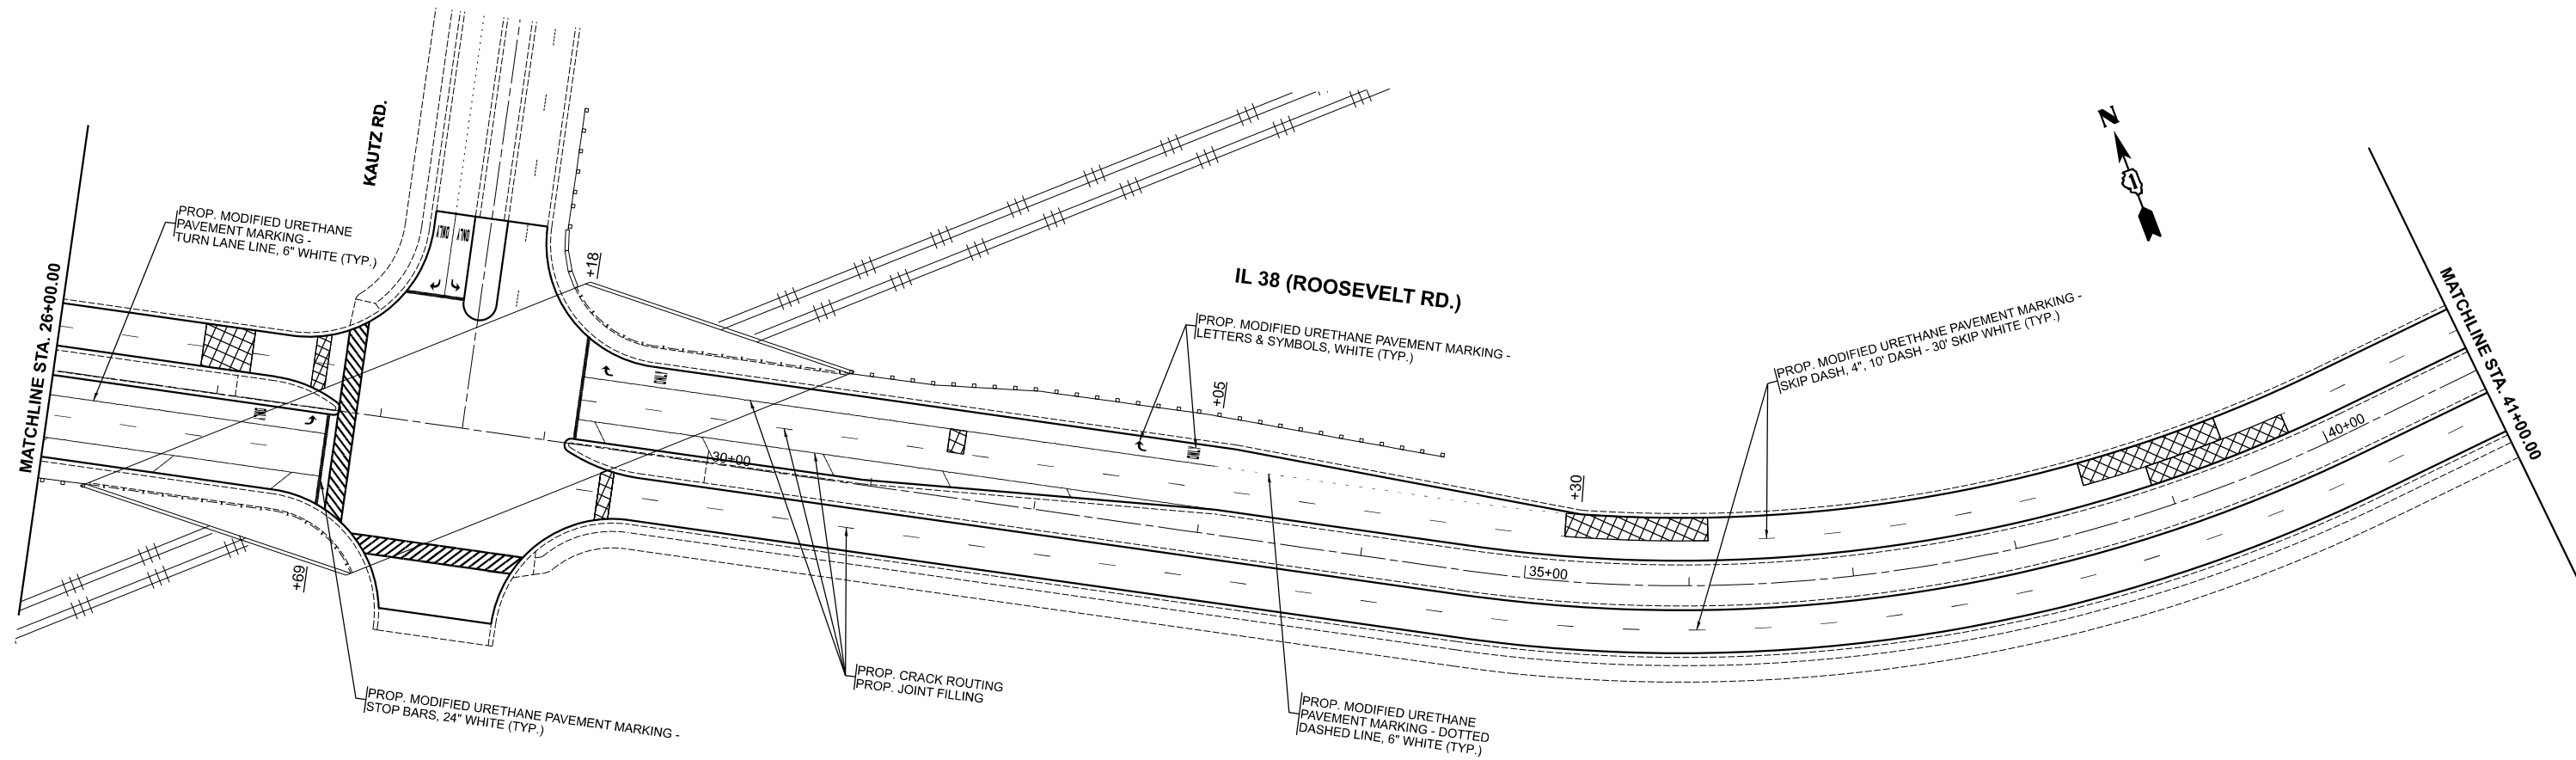 KAUTZ RD.
MATCHLINE STA. 26+00.00
PROP. MODIFIED URETHANE
PAVEMENT MARKING -
TURN LANE LINE, 6" WHITE (TYP.)
ONLY
ONLY
+18
N
1
IL 38 (ROOSEVELT RD.)
PROP. MODIFIED URETHANE PAVEMENT MARKING -
LETTERS & SYMBOLS, WHITE (TYP.)
PROP. MODIFIED URETHANE PAVEMENT MARKING -
SKIP DASH, 4", 10' DASH - 30' SKIP WHITE (TYP.)
MATCHLINE STA. 41+00.00
ONLY
ONLY
+05
ONLY
30+00
+30
40+00
35+00
+69
PROP. CRACK ROUTING
PROP. JOINT FILLING
PROP. MODIFIED URETHANE PAVEMENT MARKING -
STOP BARS, 24" WHITE (TYP.)
PROP. MODIFIED URETHANE
PAVEMENT MARKING - DOTTED
DASHED LINE, 6" WHITE (TYP.)